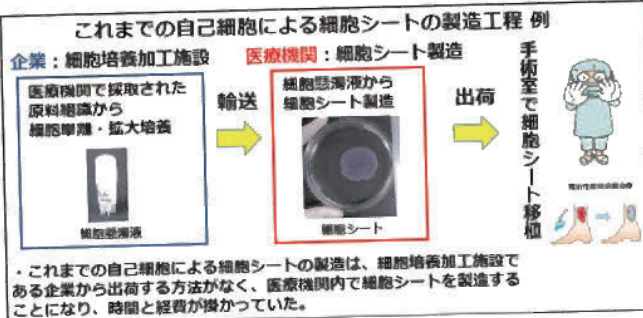 これまでの自己細胞による細胞シートの製造工程 例
企業：細胞培養加工施設
医療機関で採取された
原料組織から
細胞単離・拡大培養
細胞懸濁液
輸送
医療機関：細胞シート製造
細胞懸濁液から
細胞シート製造
細胞シート
出荷
手術室で細胞シート移植
・これまでの自己細胞による細胞シートの製造は、細胞培養加工施設で
ある企業から出荷する方法がなく、医療機関内で細胞シートを製造する
ことになり、時間と経費が掛かっていた。